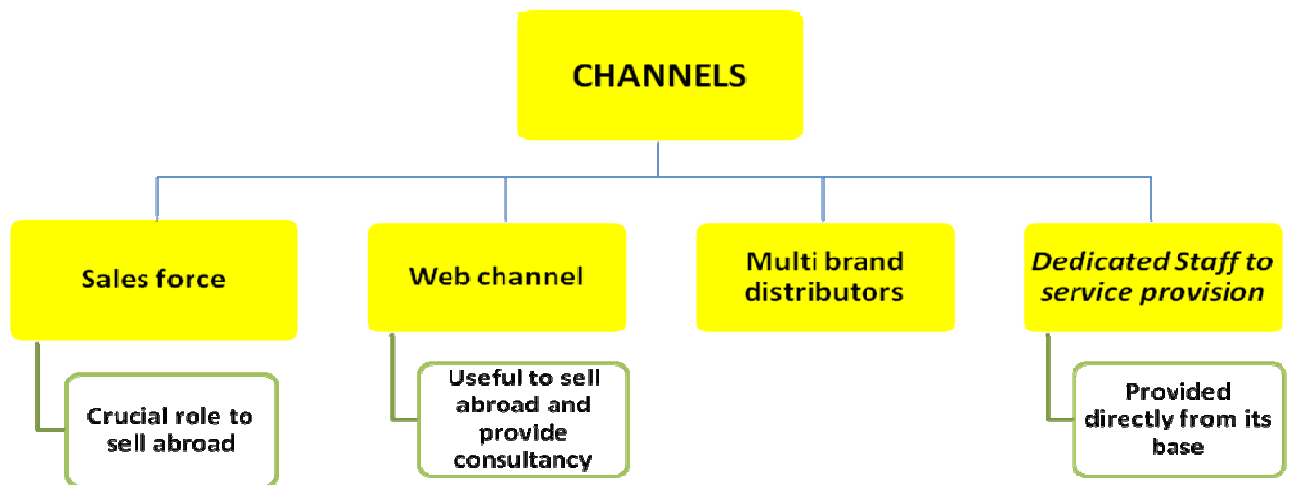 CHANNELS
Sales force
Web channel
Multi brand
distributors
Dedicated Staff to
service provision
Crucial role to
sell abroad
Useful to sell
abroad and
provide
consultancy
Provided
directly from its
base